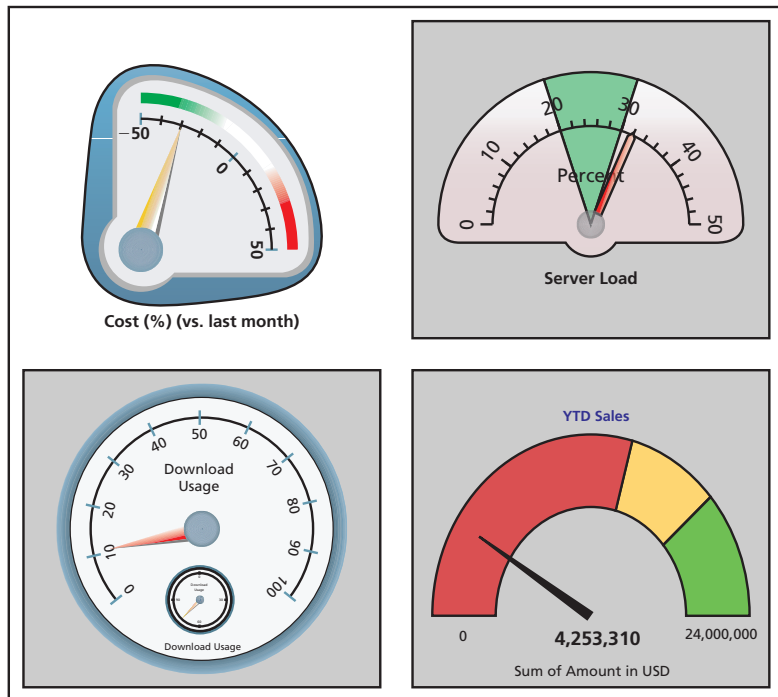 −50
0
50
Cost (%) (vs. last month)
0
10
20
30
40
50
Percent
Server Load
0
10
20
30
40
50
60
70
80
90
100
Download
Usage
Download
Usage
Download Usage
YTD Sales
0
4,253,310
24,000,000
Sum of Amount in USD